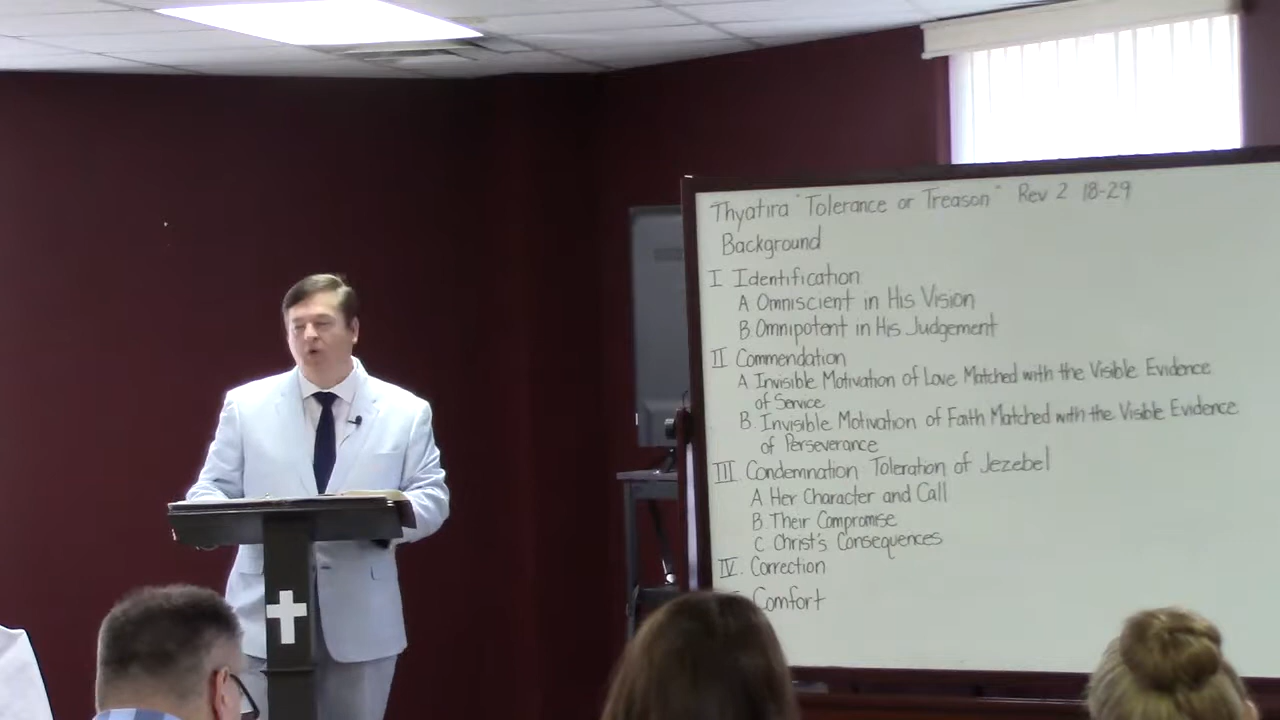 Thyatira "Tolerance or Treason" Rev 2 18-29
Background
I Identification
A Omniscient in His Vision
B. Omnipotent in His Judgement
II Commendation
A Invisible Motivation of Love Matched with the Visible Evidence
of Service
B. Invisible Motivation of Faith Matched with the Visible Evidence
of Perseverance
III Condemnation Toleration of Jezebel
A Her Character and Call
B. Their Compromise
C. Christ's Consequences
IV. Correction
Comfort